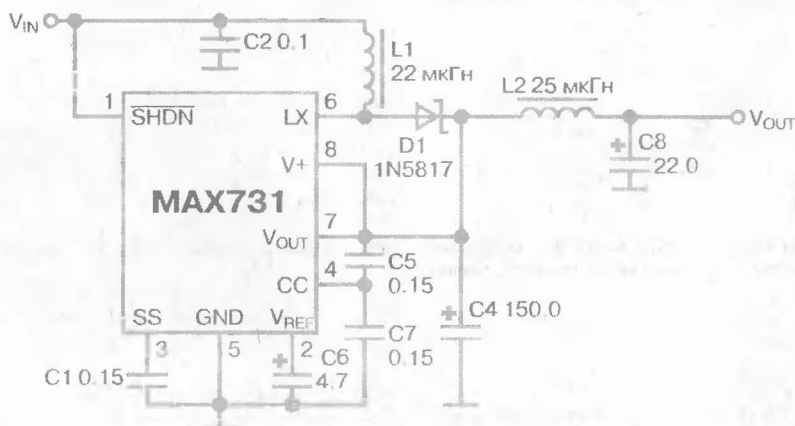 VIN
C2 0.1
L1
22 мкГн
L2 25 мкГн
1
SHDN
6
LX
D1
1N5817
VOUT
C8
22.0
8
V+
MAX731
7
VOUT
C5
0.15
4
CC
C4 150.0
C7
0.15
SS
GND
VREF
3
5
2
C1 0.15
C6
4.7